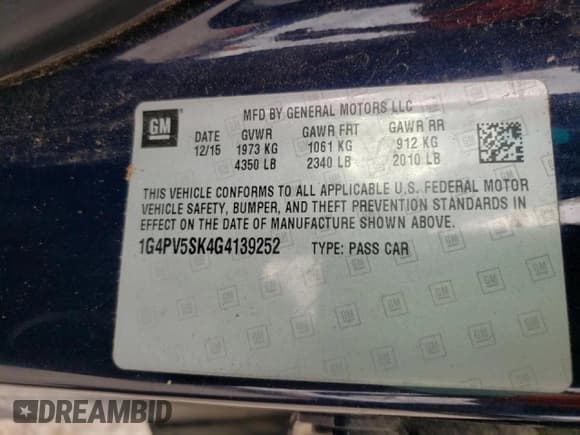 MFD BY GENERAL MOTORS LLC
GM DATE GVWR GAWR FRT GAWR RR
12/15 1973 KG 1061 KG 912 KG
4350 LB 2340 LB 2010 LB
THIS VEHICLE CONFORMS TO ALL APPLICABLE U.S. FEDERAL MOTOR
VEHICLE SAFETY, BUMPER, AND THEFT PREVENTION STANDARDS IN
EFFECT ON THE DATE OF MANUFACTURE SHOWN ABOVE.
1G4PV5SK4G4139252 TYPE: PASS CAR
DREAMBID